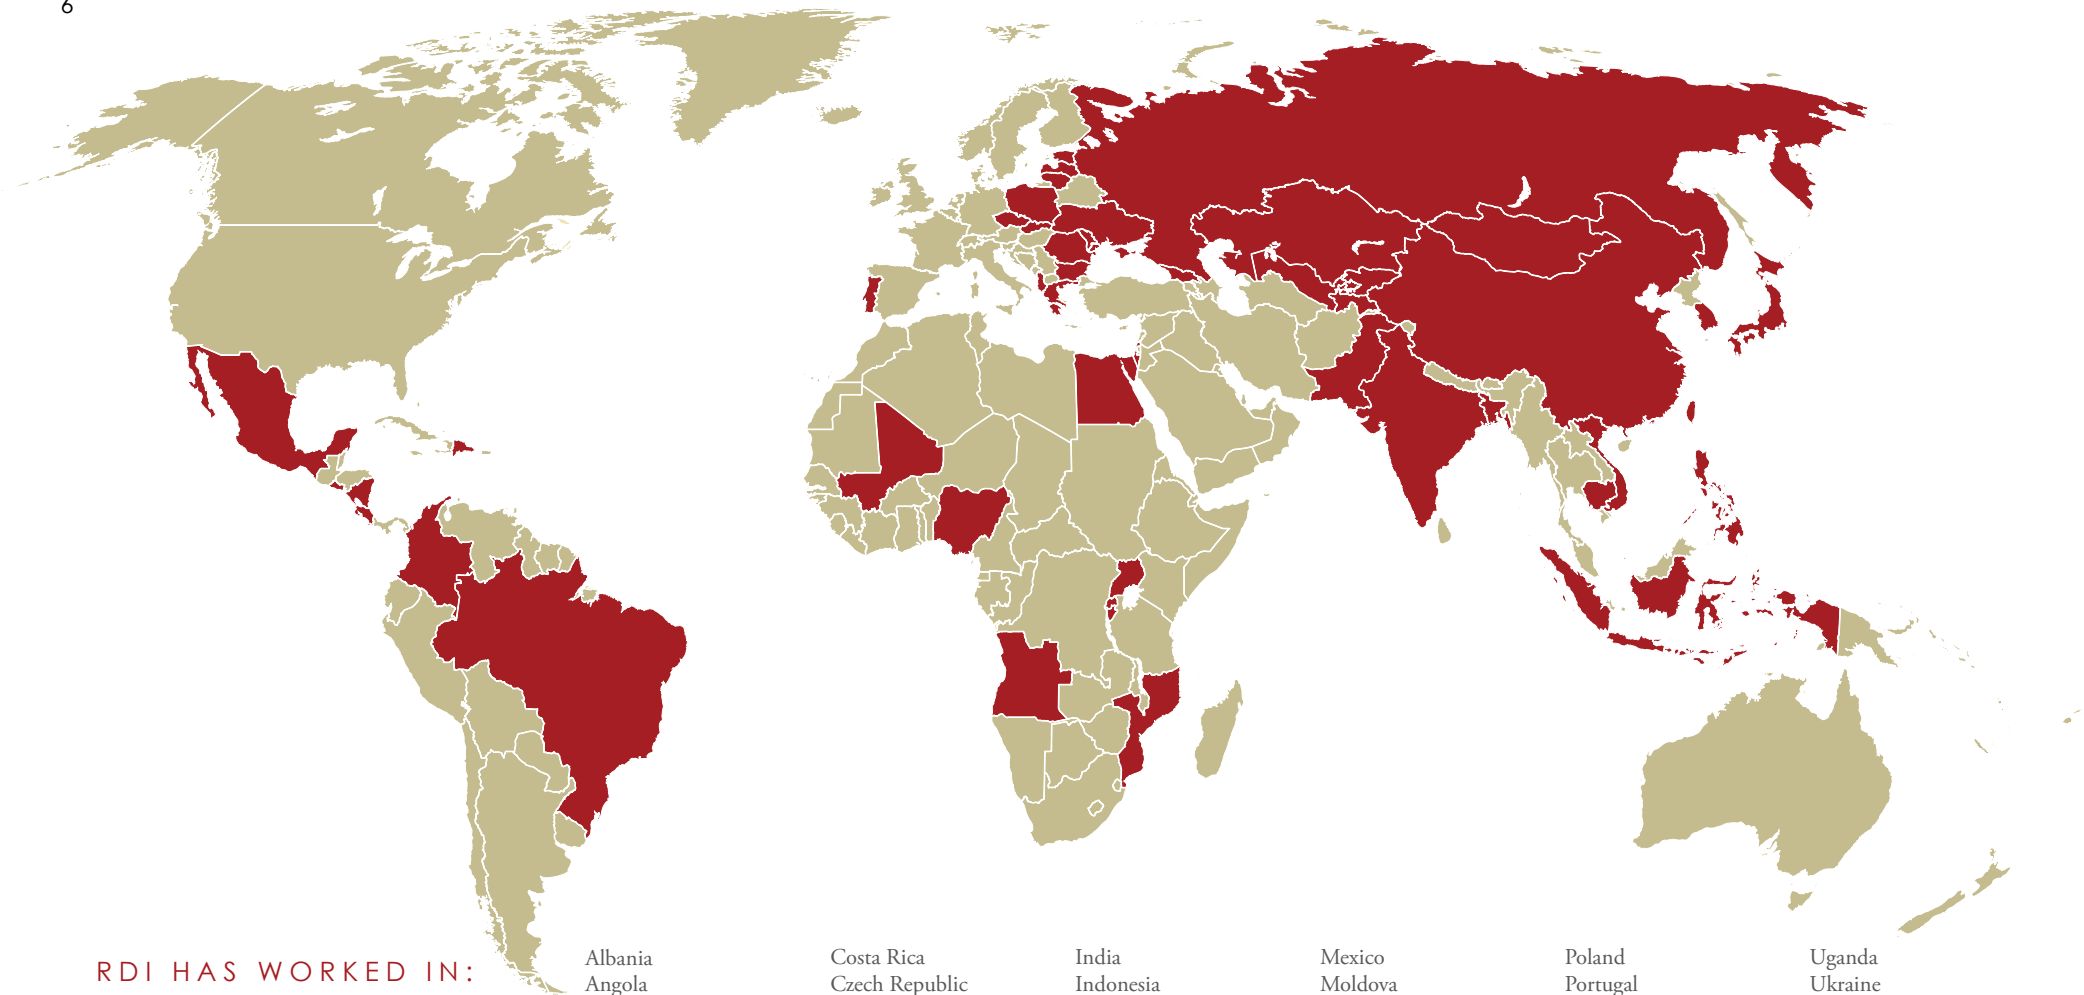 6
RDI HAS WORKED IN:
Albania
Angola
Costa Rica
Czech Republic
India
Indonesia
Mexico
Moldova
Poland
Portugal
Uganda
Ukraine